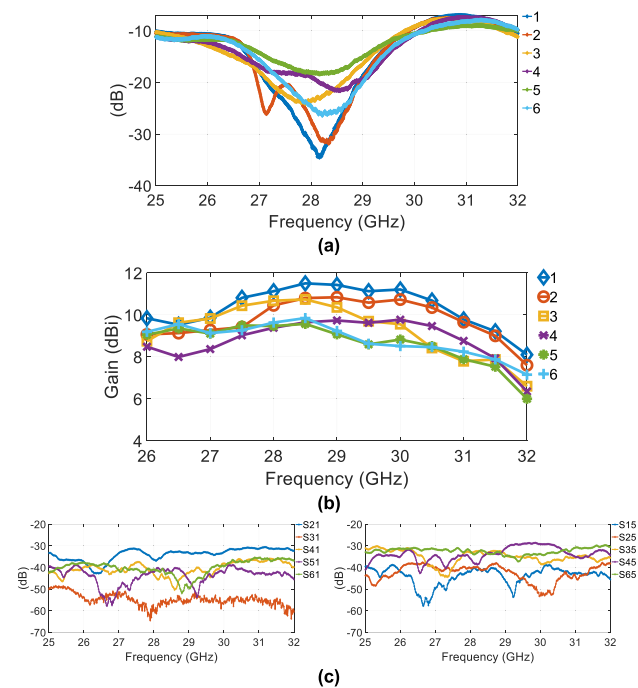 -10
-20
-30
-40
(dB)
25 26 27 28 29 30 31 32
Frequency (GHz)
1
2
3
4
5
6
(a)
12
10
8
6
4
Gain (dBi)
26 27 28 29 30 31 32
Frequency (GHz)
1
2
3
4
5
6
(b)
-20
-30
-40
-50
-60
-70
(dB)
25 26 27 28 29 30 31 32
Frequency (GHz)
S21
S31
S41
S51
S61
-20
-30
-40
-50
-60
-70
(dB)
25 26 27 28 29 30 31 32
Frequency (GHz)
S15
S25
S35
S45
S65
(c)